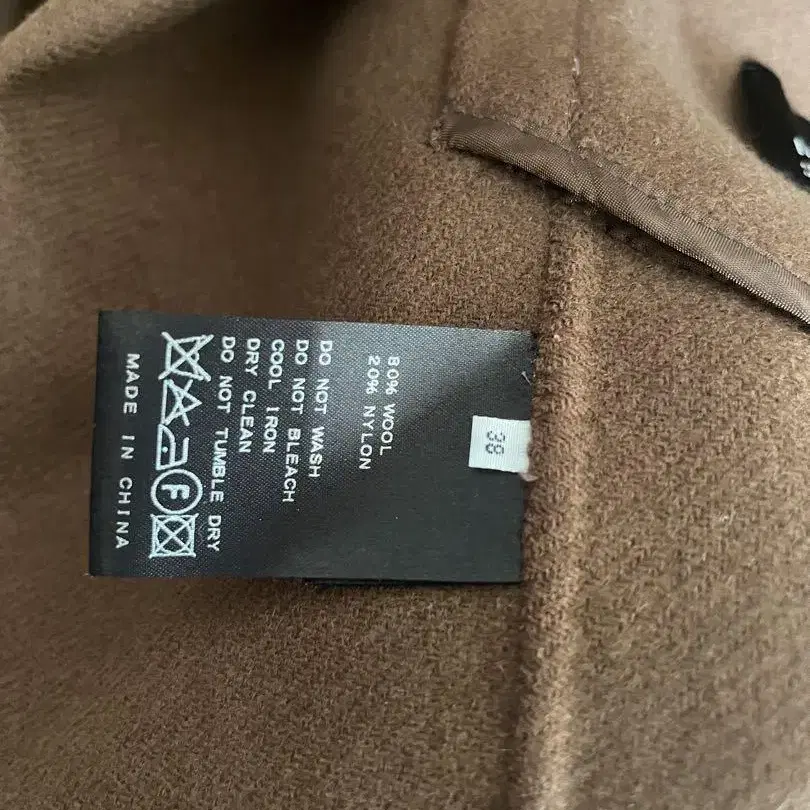 38
80% WOOL
20% NYLON
DO NOT WASH
DO NOT BLEACH
COOL IRON
DRY CLEAN
DO NOT TUMBLE DRY
F
MADE IN CHINA